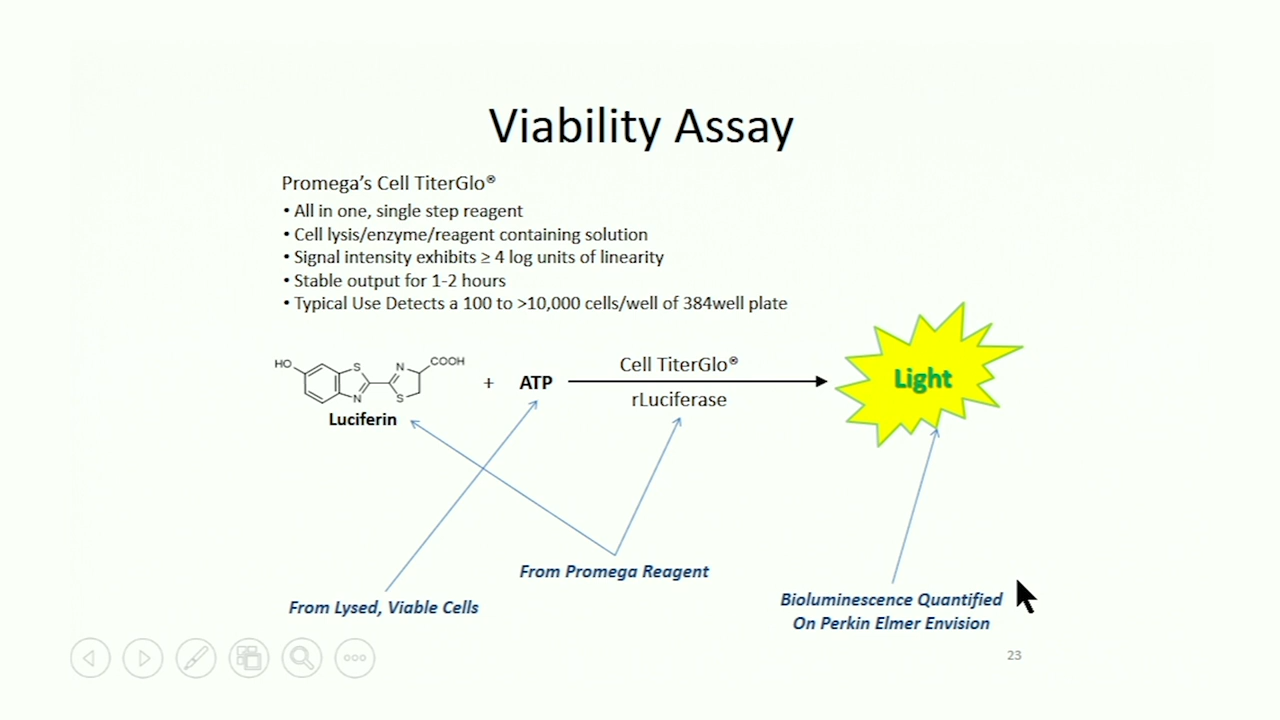 Viability Assay
Promega's Cell TiterGlo®
• All in one, single step reagent
• Cell lysis/enzyme/reagent containing solution
• Signal intensity exhibits ≥ 4 log units of linearity
• Stable output for 1-2 hours
• Typical Use Detects a 100 to >10,000 cells/well of 384well plate
HO
S
N
N
S
COOH
Luciferin
+
ATP
Cell TiterGlo®
rLuciferase
Light
From Promega Reagent
From Lysed, Viable Cells
Bioluminescence Quantified
On Perkin Elmer Envision
23